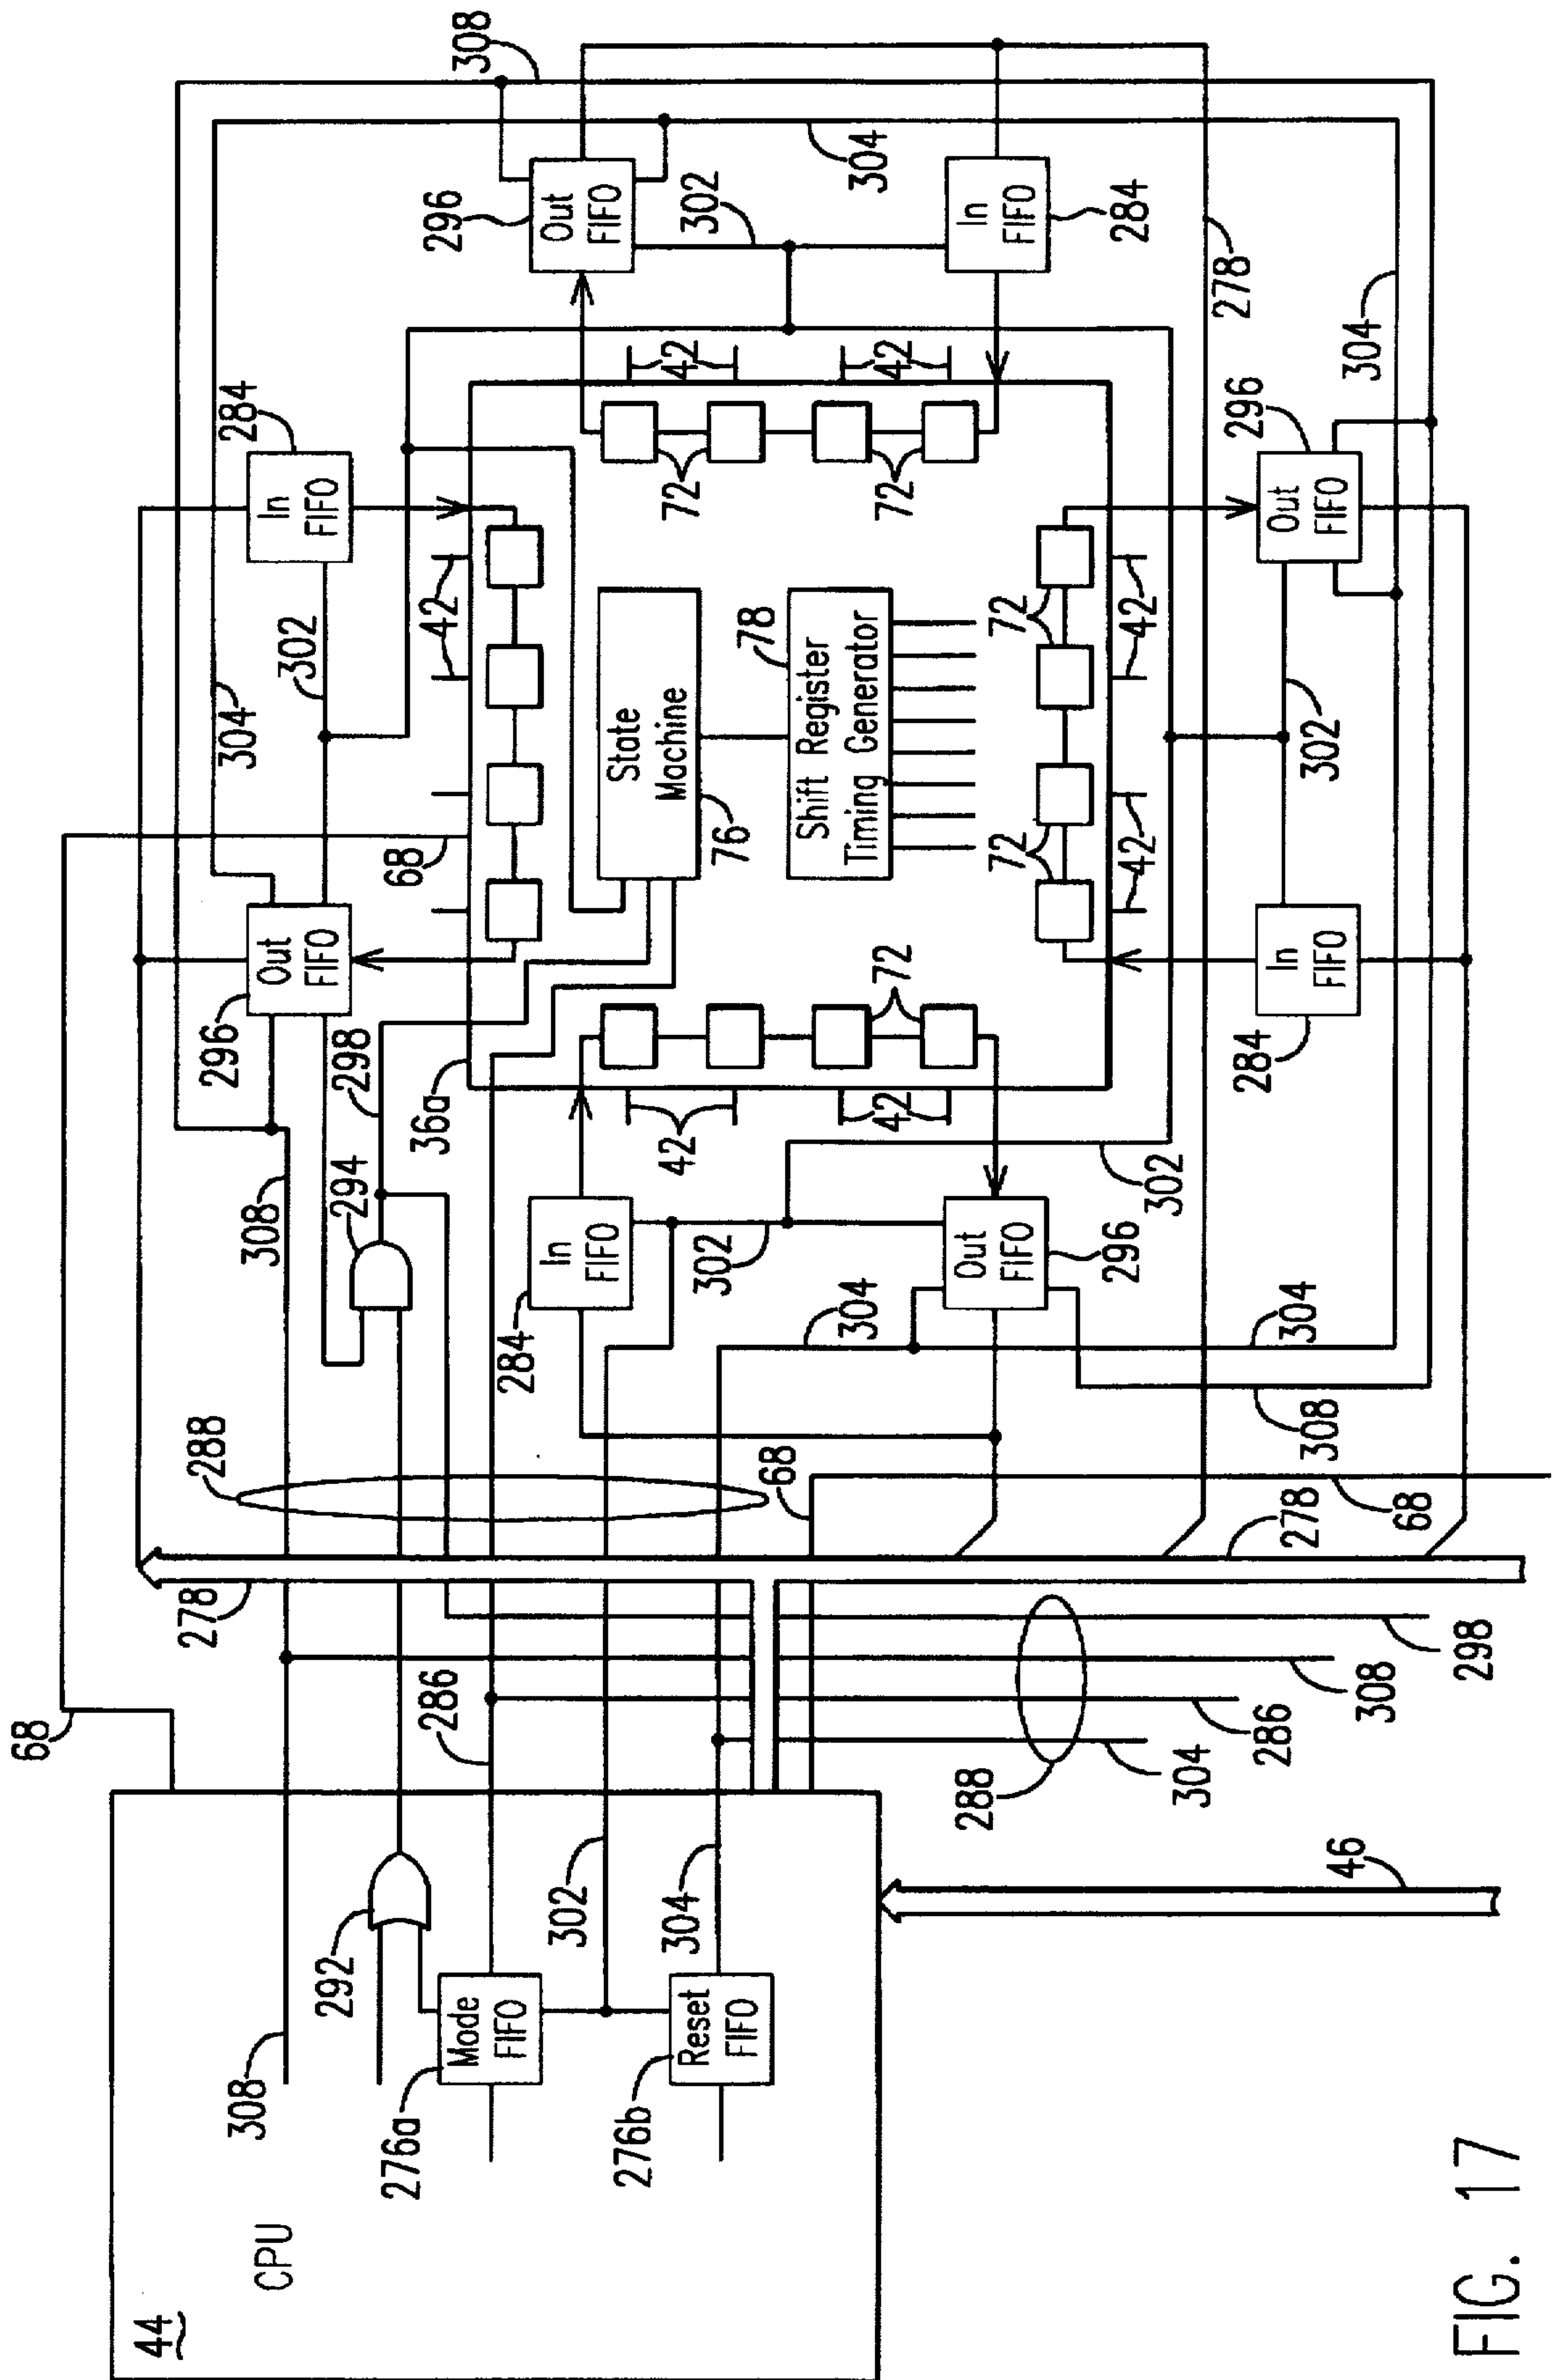 68
44
CPU
308
278
288
308
296
Out
FIFO
304
302
284
In
FIFO
292
294
298
68
42
276a
Mode
FIFO
286
36a
284
In
FIFO
42
72
296
Out
FIFO
302
State
Machine
76
72
42
276b
Reset
FIFO
302
304
304
302
42
72
Shift Register
Timing Generator
78
72
42
302
68
296
Out
FIFO
304
In
FIFO
284
288
304
286
308
298
278
68
308
304
302
72
72
42
42
278
284
In
FIFO
302
296
Out
FIFO
304
308
46
FIG. 17